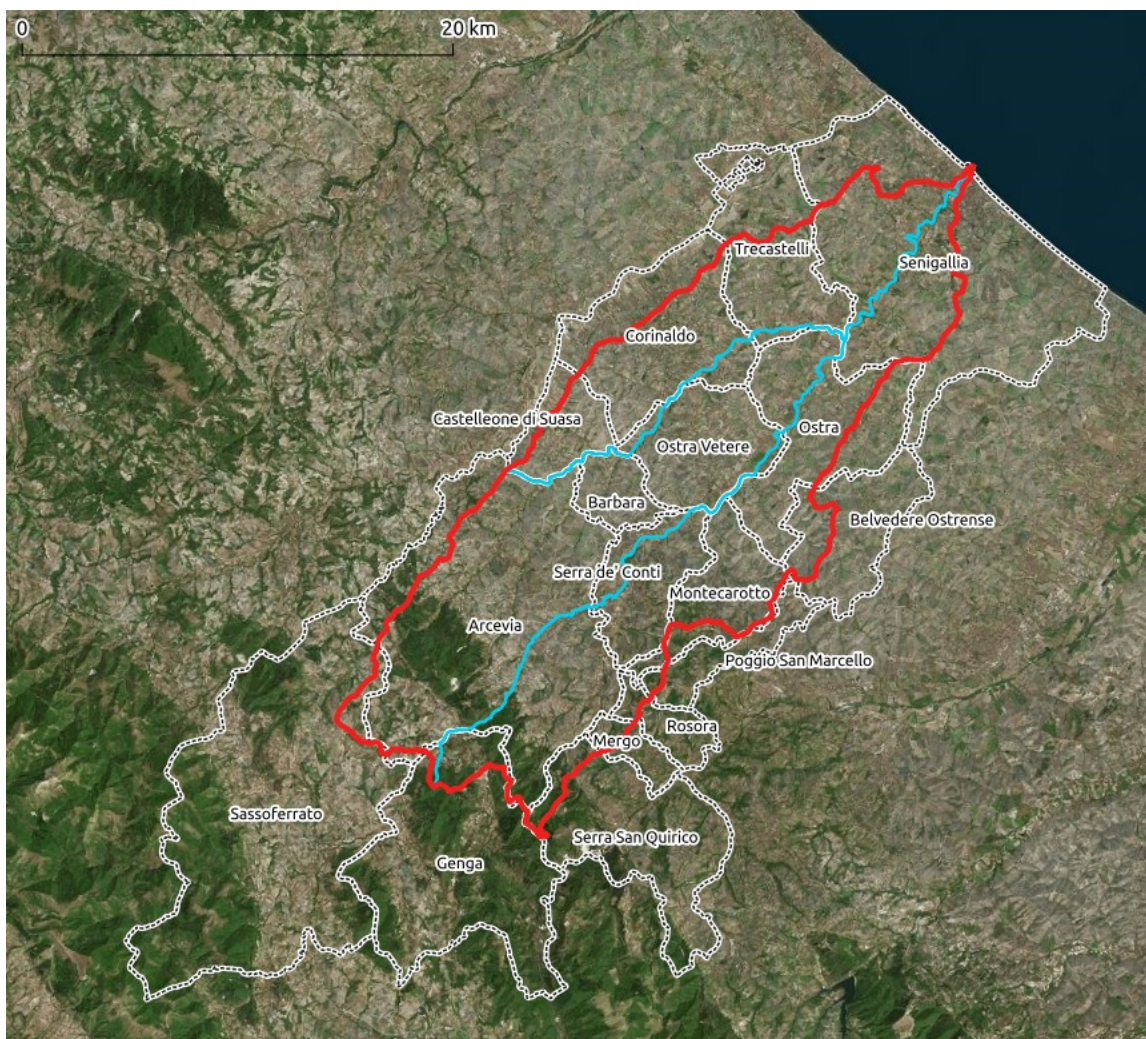 0 20 km
Trecastelli
Senigallia
Corinaldo
Castelleone di Suasa
Ostra
Ostra Vetere
Barbara
Belvedere Ostrense
Serra de' Conti
Montecarotto
Arcevia
Poggio San Marcello
Rosora
Mergo
Sassoferrato
Serra San Quirico
Genga